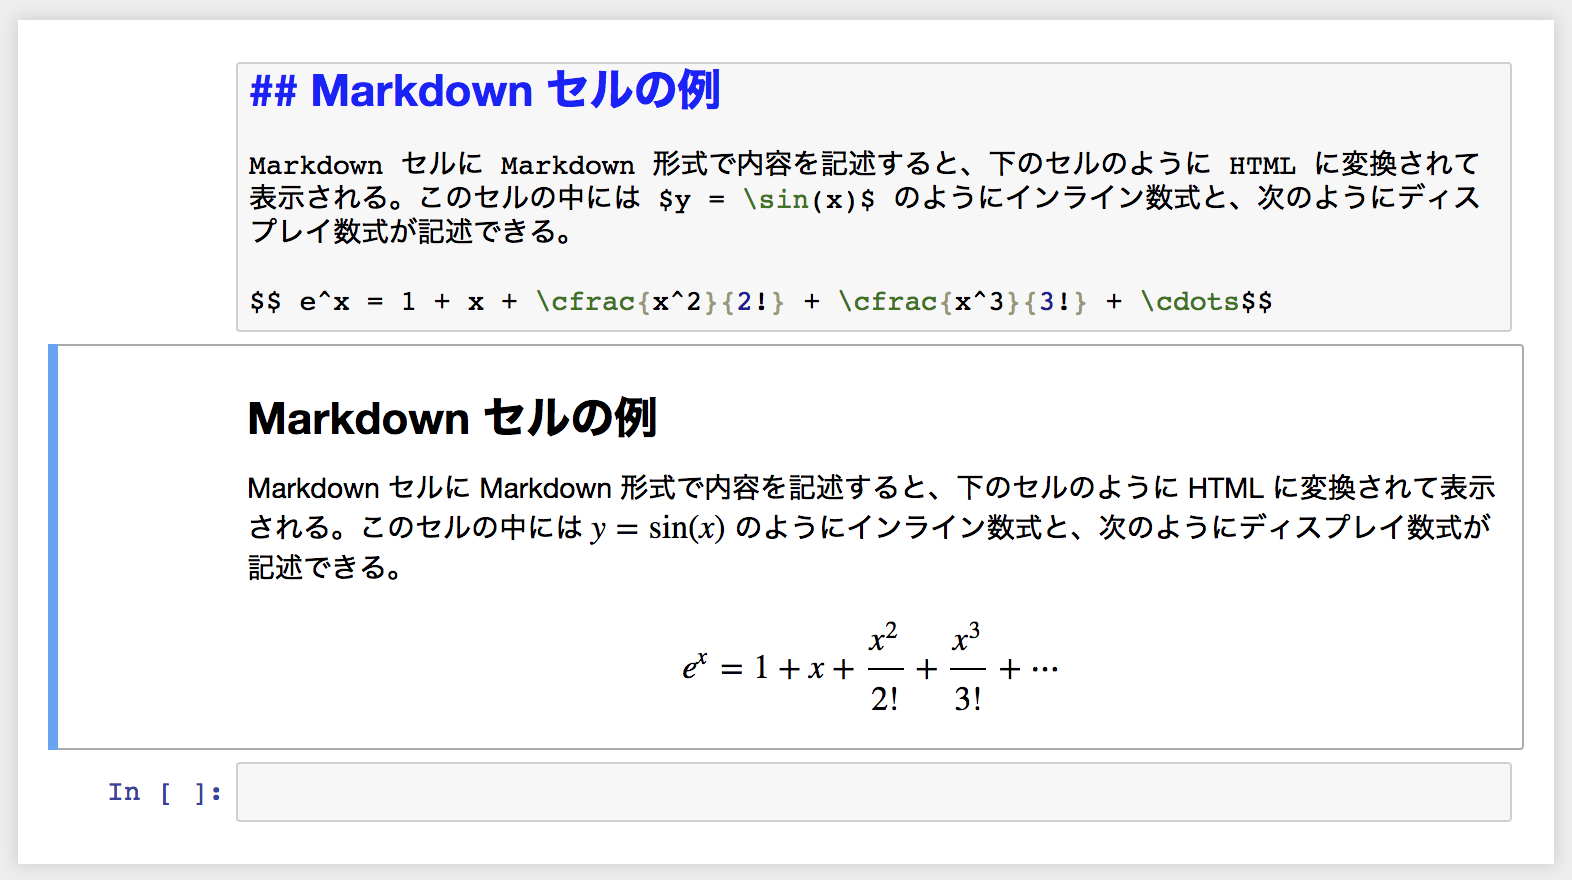 ## Markdown セルの例
Markdown セルに Markdown 形式で内容を記述すると、下のセルのように HTML に変換されて
表示される。このセルの中には $y = \sin(x)$ のようにインライン数式と、次のようにディス
プレイ数式が記述できる。
$$ e^x = 1 + x + \cfrac{x^2}{2!} + \cfrac{x^3}{3!} + \cdots$$
Markdown セルの例
Markdown セルに Markdown 形式で内容を記述すると、下のセルのように HTML に変換されて表示
される。このセルの中には y = sin(x) のようにインライン数式と、次のようにディスプレイ数式が
記述できる。
e^x = 1 + x + x^2/2! + x^3/3! + ⋯
In [ ]: